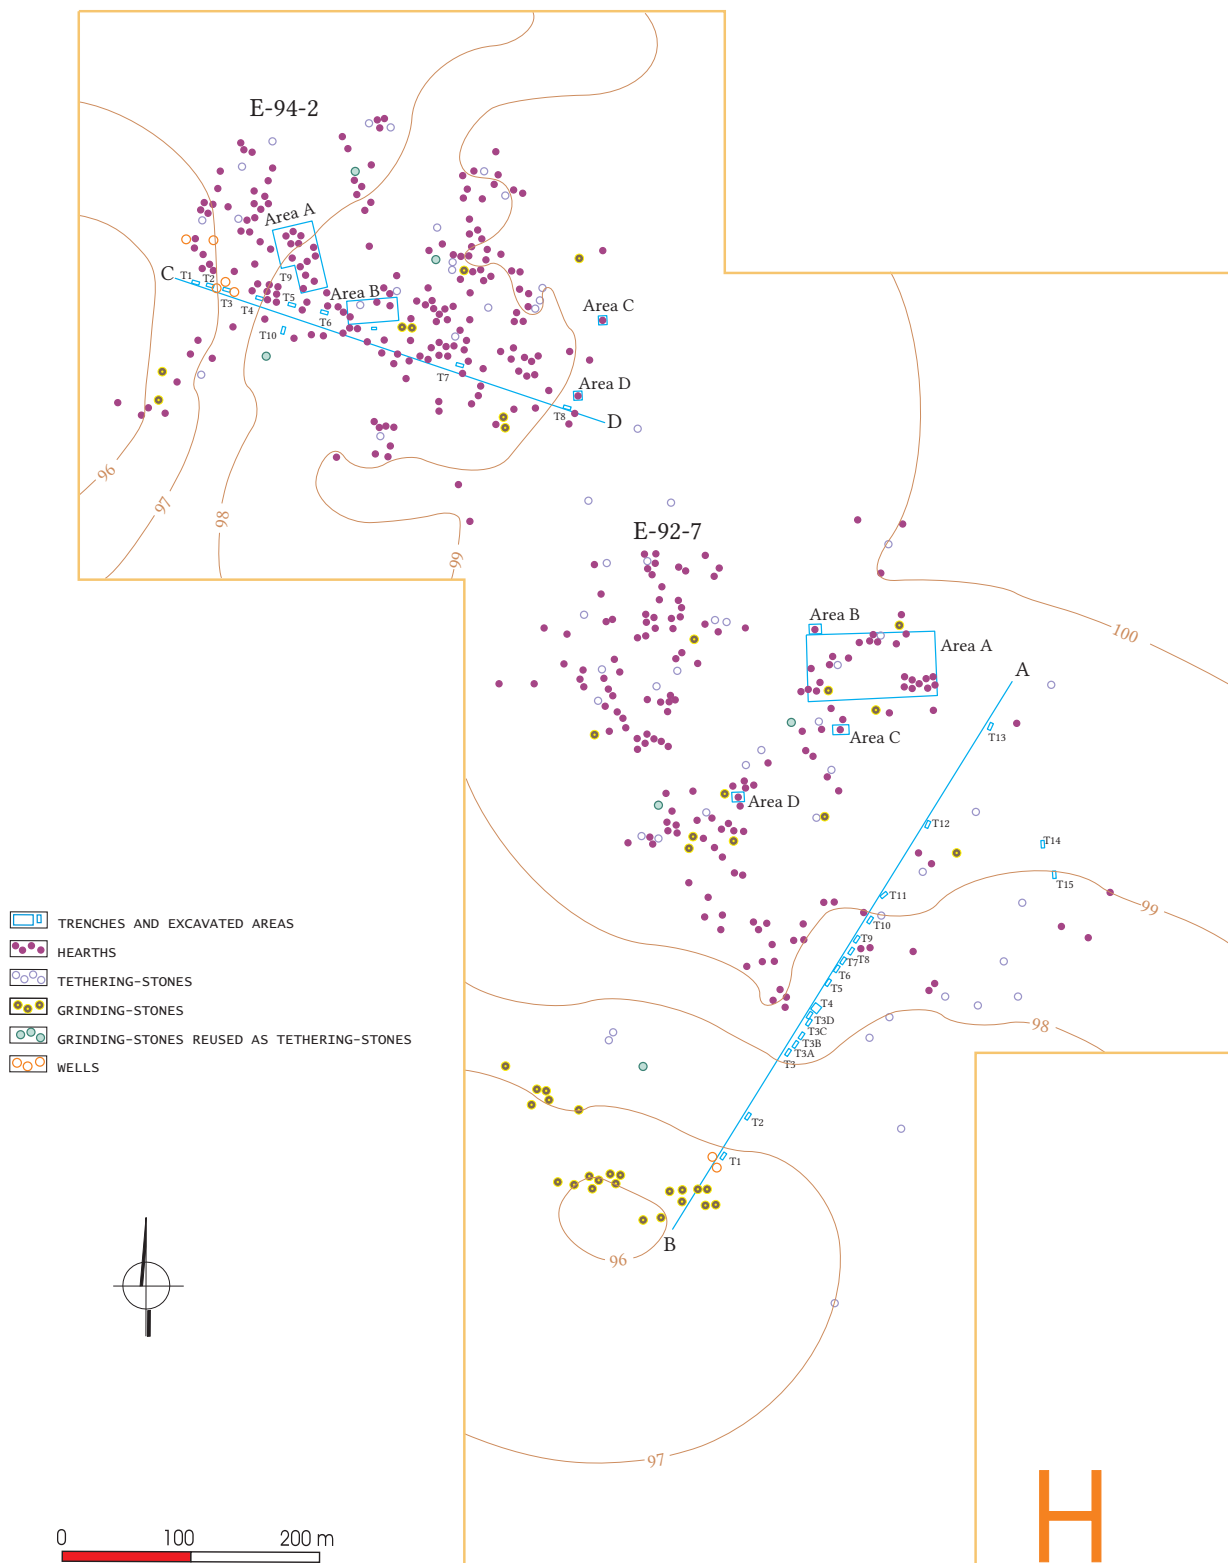 E-94-2
Area A
C
T1
T2
T3
T4
T9
T5
Area B
T6
T10
Area C
T7
Area D
T8
D
96
97
98
99
E-92-7
100
Area B
Area A
A
Area C
T13
Area D
T12
T14
T15
T11
99
T10
T9
T8
T7
T6
T5
T4
T3D
T3C
T3B
T3A
T3
98
T2
T1
B
96
97
TRENCHES AND EXCAVATED AREAS
HEARTHS
TETHERING-STONES
GRINDING-STONES
GRINDING-STONES REUSED AS TETHERING-STONES
WELLS
0 100 200 m
H